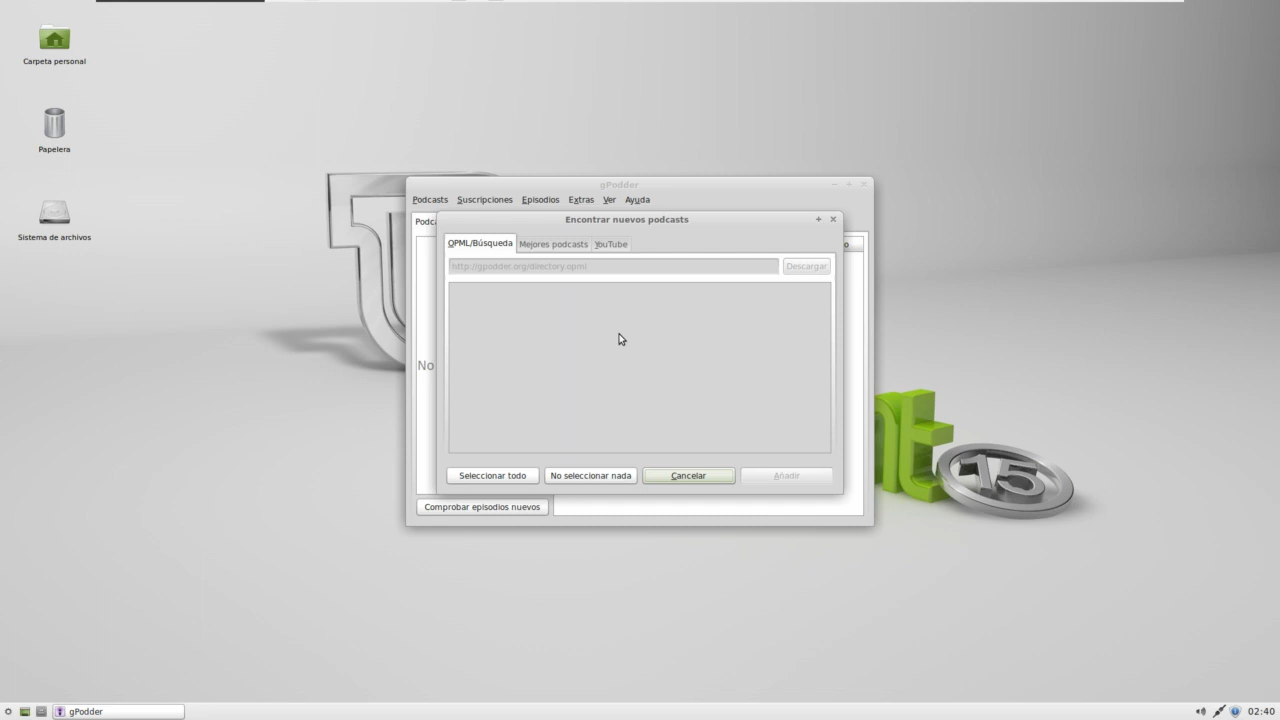 Carpeta personal
Papelera
Sistema de archivos
gPodder
Podcasts Suscripciones Episodios Extras Ver Ayuda
Encontrar nuevos podcasts
OPML/Búsqueda Mejores podcasts YouTube
http://gpodder.org/directory.opml Descargar
No
Seleccionar todo No seleccionar nada Cancelar Añadir
Comprobar episodios nuevos
15
gPodder 02:40